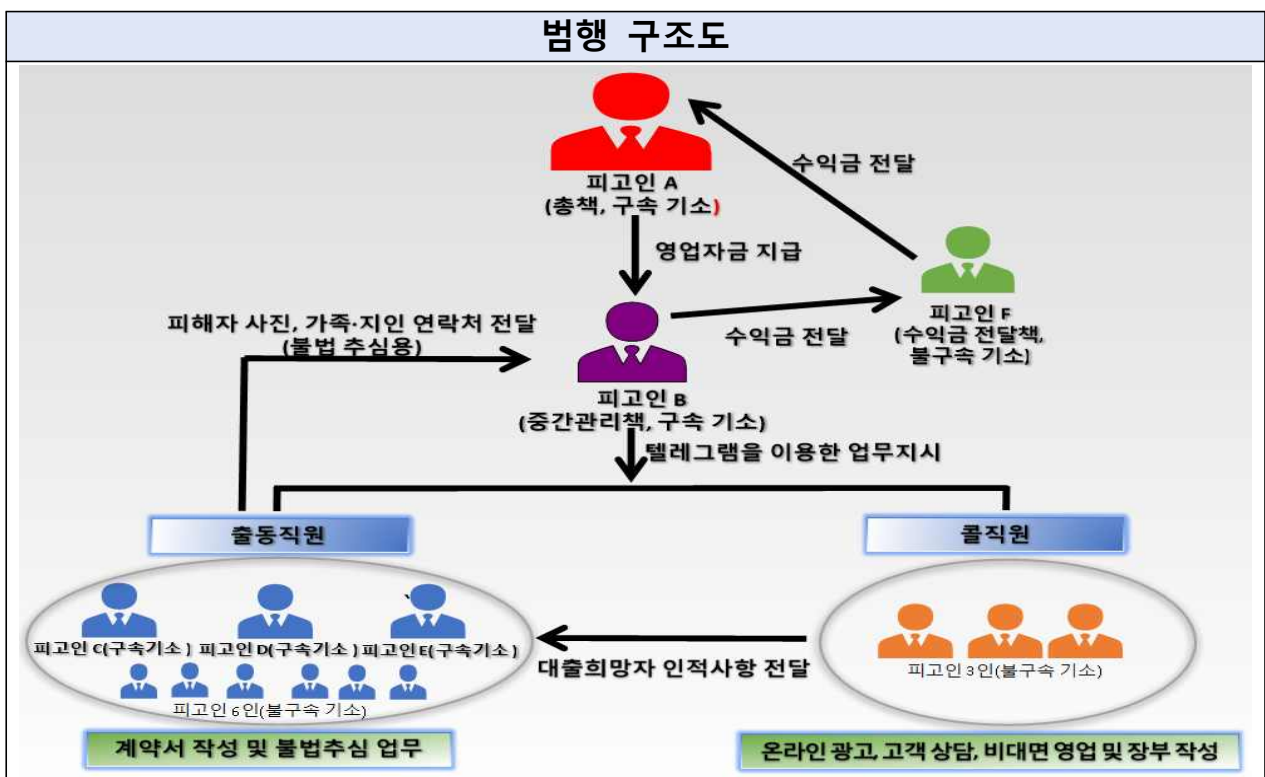 범행 구조도
피고인 A
(총책, 구속 기소)
수익금 전달
영업자금 지급
피고인 F
(수익금 전달책,
불구속 기소)
피해자 사진, 가족·지인 연락처 전달
(불법 추심용)
수익금 전달
피고인 B
(중간관리책, 구속 기소)
텔레그램을 이용한 업무지시
출동직원
콜직원
피고인 C(구속기소) 피고인 D(구속기소) 피고인 E(구속기소)
피고인 6인(불구속 기소)
대출희망자 인적사항 전달
피고인 3인(불구속 기소)
계약서 작성 및 불법추심 업무
온라인 광고, 고객 상담, 비대면 영업 및 장부 작성